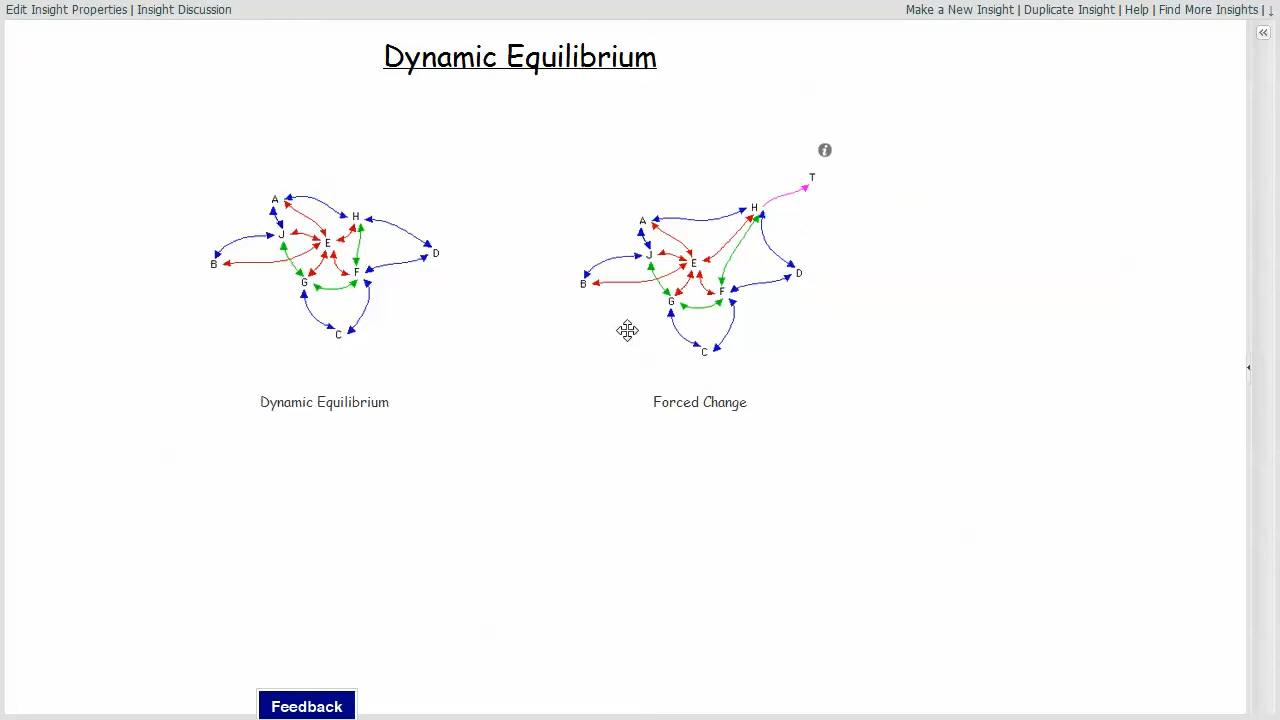 Edit Insight Properties | Insight Discussion
Make a New Insight | Duplicate Insight | Help | Find More Insights | ↓
Dynamic Equilibrium
A
H
J
E
D
B
F
G
C
Dynamic Equilibrium
T
H
A
J
E
D
B
F
G
C
Forced Change
Feedback